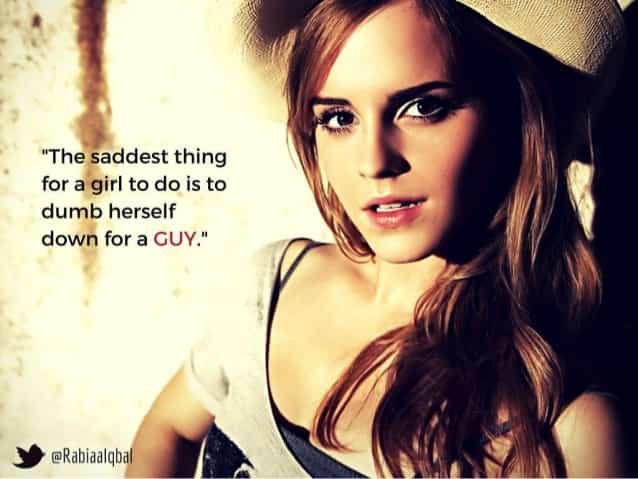 "The saddest thing
for a girl to do is to
dumb herself
down for a GUY."
@RabiaaIqbal